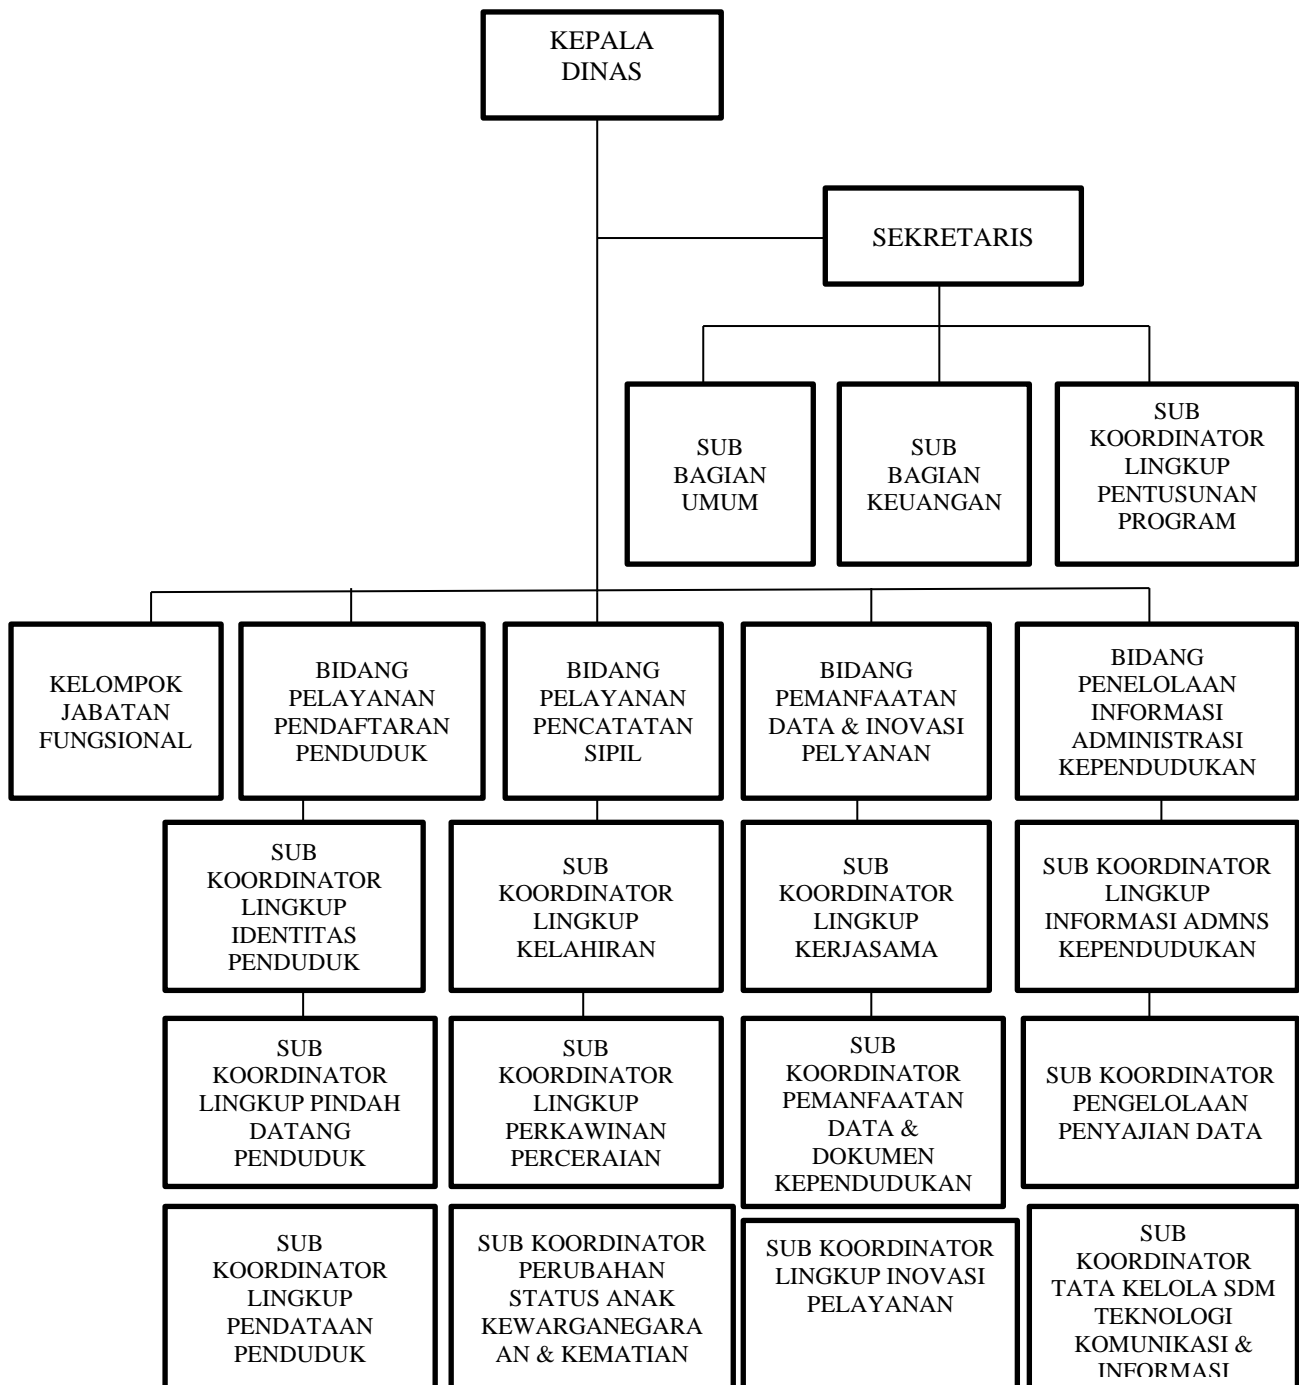 KEPALA
DINAS
SEKRETARIS
SUB
BAGIAN
UMUM
SUB
BAGIAN
KEUANGAN
SUB
KOORDINATOR
LINGKUP
PENTUSUNAN
PROGRAM
KELOMPOK
JABATAN
FUNGSIONAL
BIDANG
PELAYANAN
PENDAFTARAN
PENDUDUK
BIDANG
PELAYANAN
PENCATATAN
SIPIL
BIDANG
PEMANFAATAN
DATA & INOVASI
PELYANAN
BIDANG
PENELOLAAN
INFORMASI
ADMINISTRASI
KEPENDUDUKAN
SUB
KOORDINATOR
LINGKUP
IDENTITAS
PENDUDUK
SUB
KOORDINATOR
LINGKUP
KELAHIRAN
SUB
KOORDINATOR
LINGKUP
KERJASAMA
SUB KOORDINATOR
LINGKUP
INFORMASI ADMNS
KEPENDUDUKAN
SUB
KOORDINATOR
LINGKUP PINDAH
DATANG
PENDUDUK
SUB
KOORDINATOR
LINGKUP
PERKAWINAN
PERCERAIAN
SUB
KOORDINATOR
PEMANFAATAN
DATA &
DOKUMEN
KEPENDUDUKAN
SUB KOORDINATOR
PENGELOLAAN
PENYAJIAN DATA
SUB
KOORDINATOR
LINGKUP
PENDATAAN
PENDUDUK
SUB KOORDINATOR
PERUBAHAN
STATUS ANAK
KEWARGANEGARA
AN & KEMATIAN
SUB KOORDINATOR
LINGKUP INOVASI
PELAYANAN
SUB
KOORDINATOR
TATA KELOLA SDM
TEKNOLOGI
KOMUNIKASI &
INFORMASI